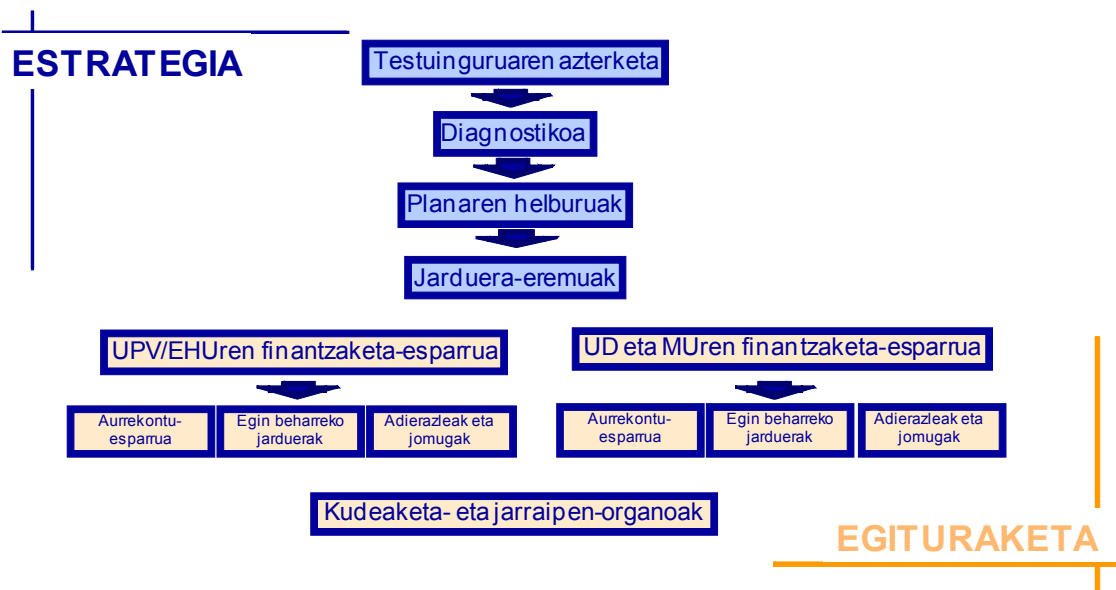 ESTRATEGIA
Testuinguruaren azterketa
Diagnostikoa
Planaren helburuak
Jarduera-eremuak
UPV/EHUren finantzaketa-esparrua
UD eta MUren finantzaketa-esparrua
Aurrekontu-
esparrua
Egin beharreko
jarduerak
Adierazleak eta
jomugak
Aurrekontu-
esparrua
Egin beharreko
jarduerak
Adierazleak eta
jomugak
Kudeaketa- eta jarraipen-organoak
EGITURAKETA